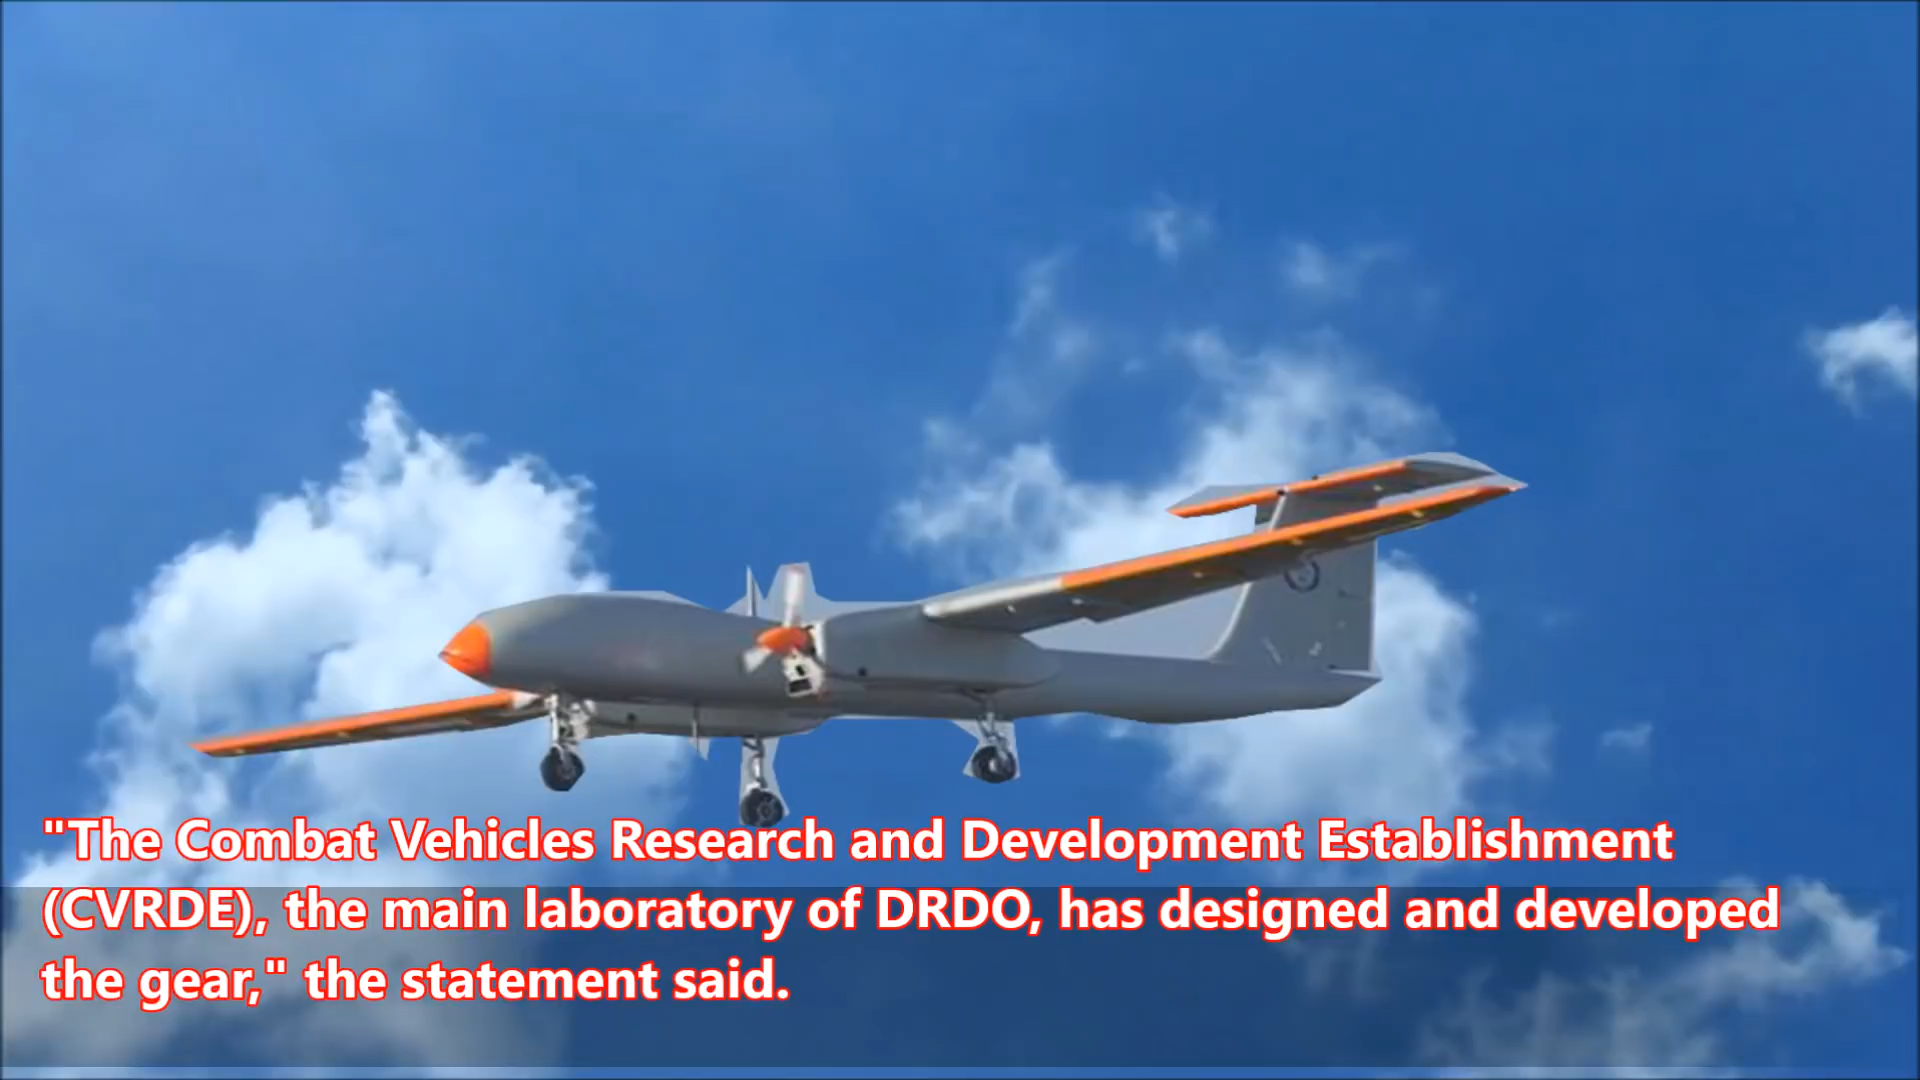 "The Combat Vehicles Research and Development Establishment
(CVRDE), the main laboratory of DRDO, has designed and developed
the gear," the statement said.